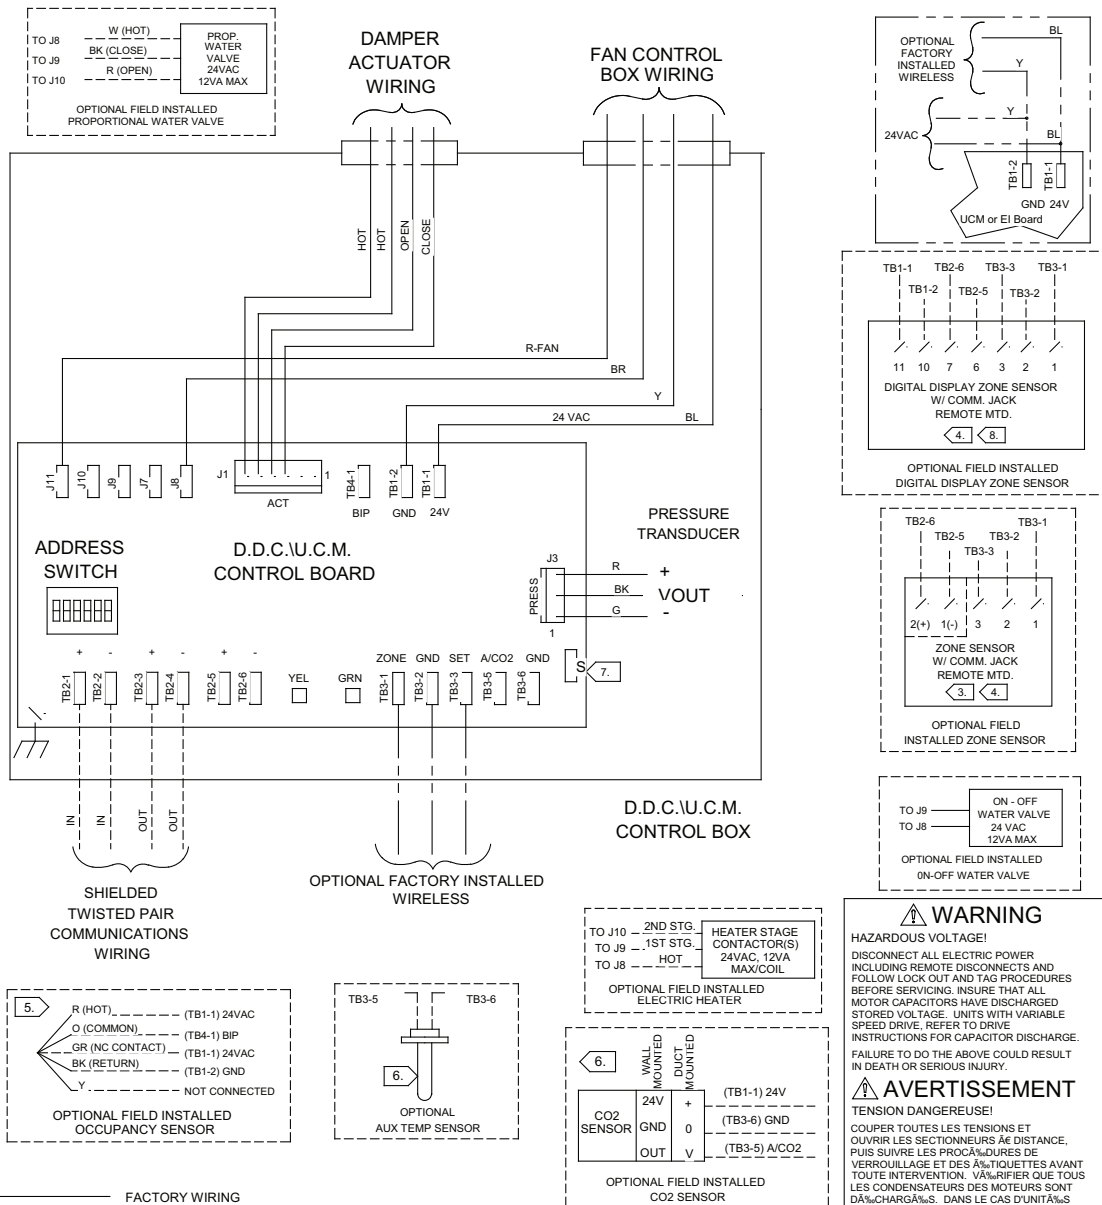 W (HOT)
TO J8
BK (CLOSE)
TO J9
R (OPEN)
TO J10
PROP.
WATER
VALVE
24VAC
12VA MAX
OPTIONAL FIELD INSTALLED
PROPORTIONAL WATER VALVE
DAMPER
ACTUATOR
WIRING
FAN CONTROL
BOX WIRING
OPTIONAL
FACTORY
INSTALLED
WIRELESS
BL
Y
24VAC
Y
BL
TB1-2
TB1-1
GND 24V
UCM or EI Board
HOT
HOT
OPEN
CLOSE
R-FAN
BR
Y
24 VAC
BL
TB1-1
TB2-6
TB3-3
TB3-1
TB1-2
TB2-5
TB3-2
11
10
7
6
3
2
1
DIGITAL DISPLAY ZONE SENSOR
W/ COMM. JACK
REMOTE MTD.
4.
8.
OPTIONAL FIELD INSTALLED
DIGITAL DISPLAY ZONE SENSOR
J11
J10
J9
J7
J8
J1
1
ACT
TB4-1
TB1-2
TB1-1
BIP
GND
24V
ADDRESS
SWITCH
D.D.C.\U.C.M.
CONTROL BOARD
PRESSURE
TRANSDUCER
J3
PRESS
1
R
+
BK
VOUT
G
-
TB2-6
TB3-1
TB2-5
TB3-2
TB3-3
2(+)
1(-)
3
2
1
ZONE SENSOR
W/ COMM. JACK
REMOTE MTD.
3.
4.
OPTIONAL FIELD
INSTALLED ZONE SENSOR
+
-
+
-
+
-
TB2-1
TB2-2
TB2-3
TB2-4
TB2-5
TB2-6
YEL
GRN
ZONE
GND
SET
A/CO2
GND
TB3-1
TB3-2
TB3-3
TB3-5
TB3-6
S
7.
IN
IN
OUT
OUT
SHIELDED
TWISTED PAIR
COMMUNICATIONS
WIRING
OPTIONAL FACTORY INSTALLED
WIRELESS
D.D.C.\U.C.M.
CONTROL BOX
TO J9
TO J8
ON - OFF
WATER VALVE
24 VAC
12VA MAX
OPTIONAL FIELD INSTALLED
0N-OFF WATER VALVE
TO J10
2ND STG.
TO J9
1ST STG.
TO J8
HOT
HEATER STAGE
CONTACTOR(S)
24VAC, 12VA
MAX/COIL
OPTIONAL FIELD INSTALLED
ELECTRIC HEATER
WARNING
HAZARDOUS VOLTAGE!
DISCONNECT ALL ELECTRIC POWER
INCLUDING REMOTE DISCONNECTS AND
FOLLOW LOCK OUT AND TAG PROCEDURES
BEFORE SERVICING. INSURE THAT ALL
MOTOR CAPACITORS HAVE DISCHARGED
STORED VOLTAGE. UNITS WITH VARIABLE
SPEED DRIVE, REFER TO DRIVE
INSTRUCTIONS FOR CAPACITOR DISCHARGE.
FAILURE TO DO THE ABOVE COULD RESULT
IN DEATH OR SERIOUS INJURY.
AVERTISSEMENT
TENSION DANGEREUSE!
COUPER TOUTES LES TENSIONS ET
OUVRIR LES SECTIONNEURS Ã€ DISTANCE,
PUIS SUIVRE LES PROCÃ‰DURES DE
VERROUILLAGE ET DES Ã‰TIQUETTES AVANT
TOUTE INTERVENTION. VÃ‰RIFIER QUE TOUS
LES CONDENSATEURS DES MOTEURS SONT
DÃ‰CHARGÃ‰S. DANS LE CAS D'UNITÃ‰S
5.
R (HOT)
(TB1-1) 24VAC
O (COMMON)
(TB4-1) BIP
GR (NC CONTACT)
(TB1-1) 24VAC
BK (RETURN)
(TB1-2) GND
Y
NOT CONNECTED
OPTIONAL FIELD INSTALLED
OCCUPANCY SENSOR
TB3-5
TB3-6
6.
OPTIONAL
AUX TEMP SENSOR
6.
WALL
MOUNTED
DUCT
MOUNTED
CO2
SENSOR
24V
+
(TB1-1) 24V
GND
0
(TB3-6) GND
OUT
V
(TB3-5) A/CO2
OPTIONAL FIELD INSTALLED
CO2 SENSOR
FACTORY WIRING